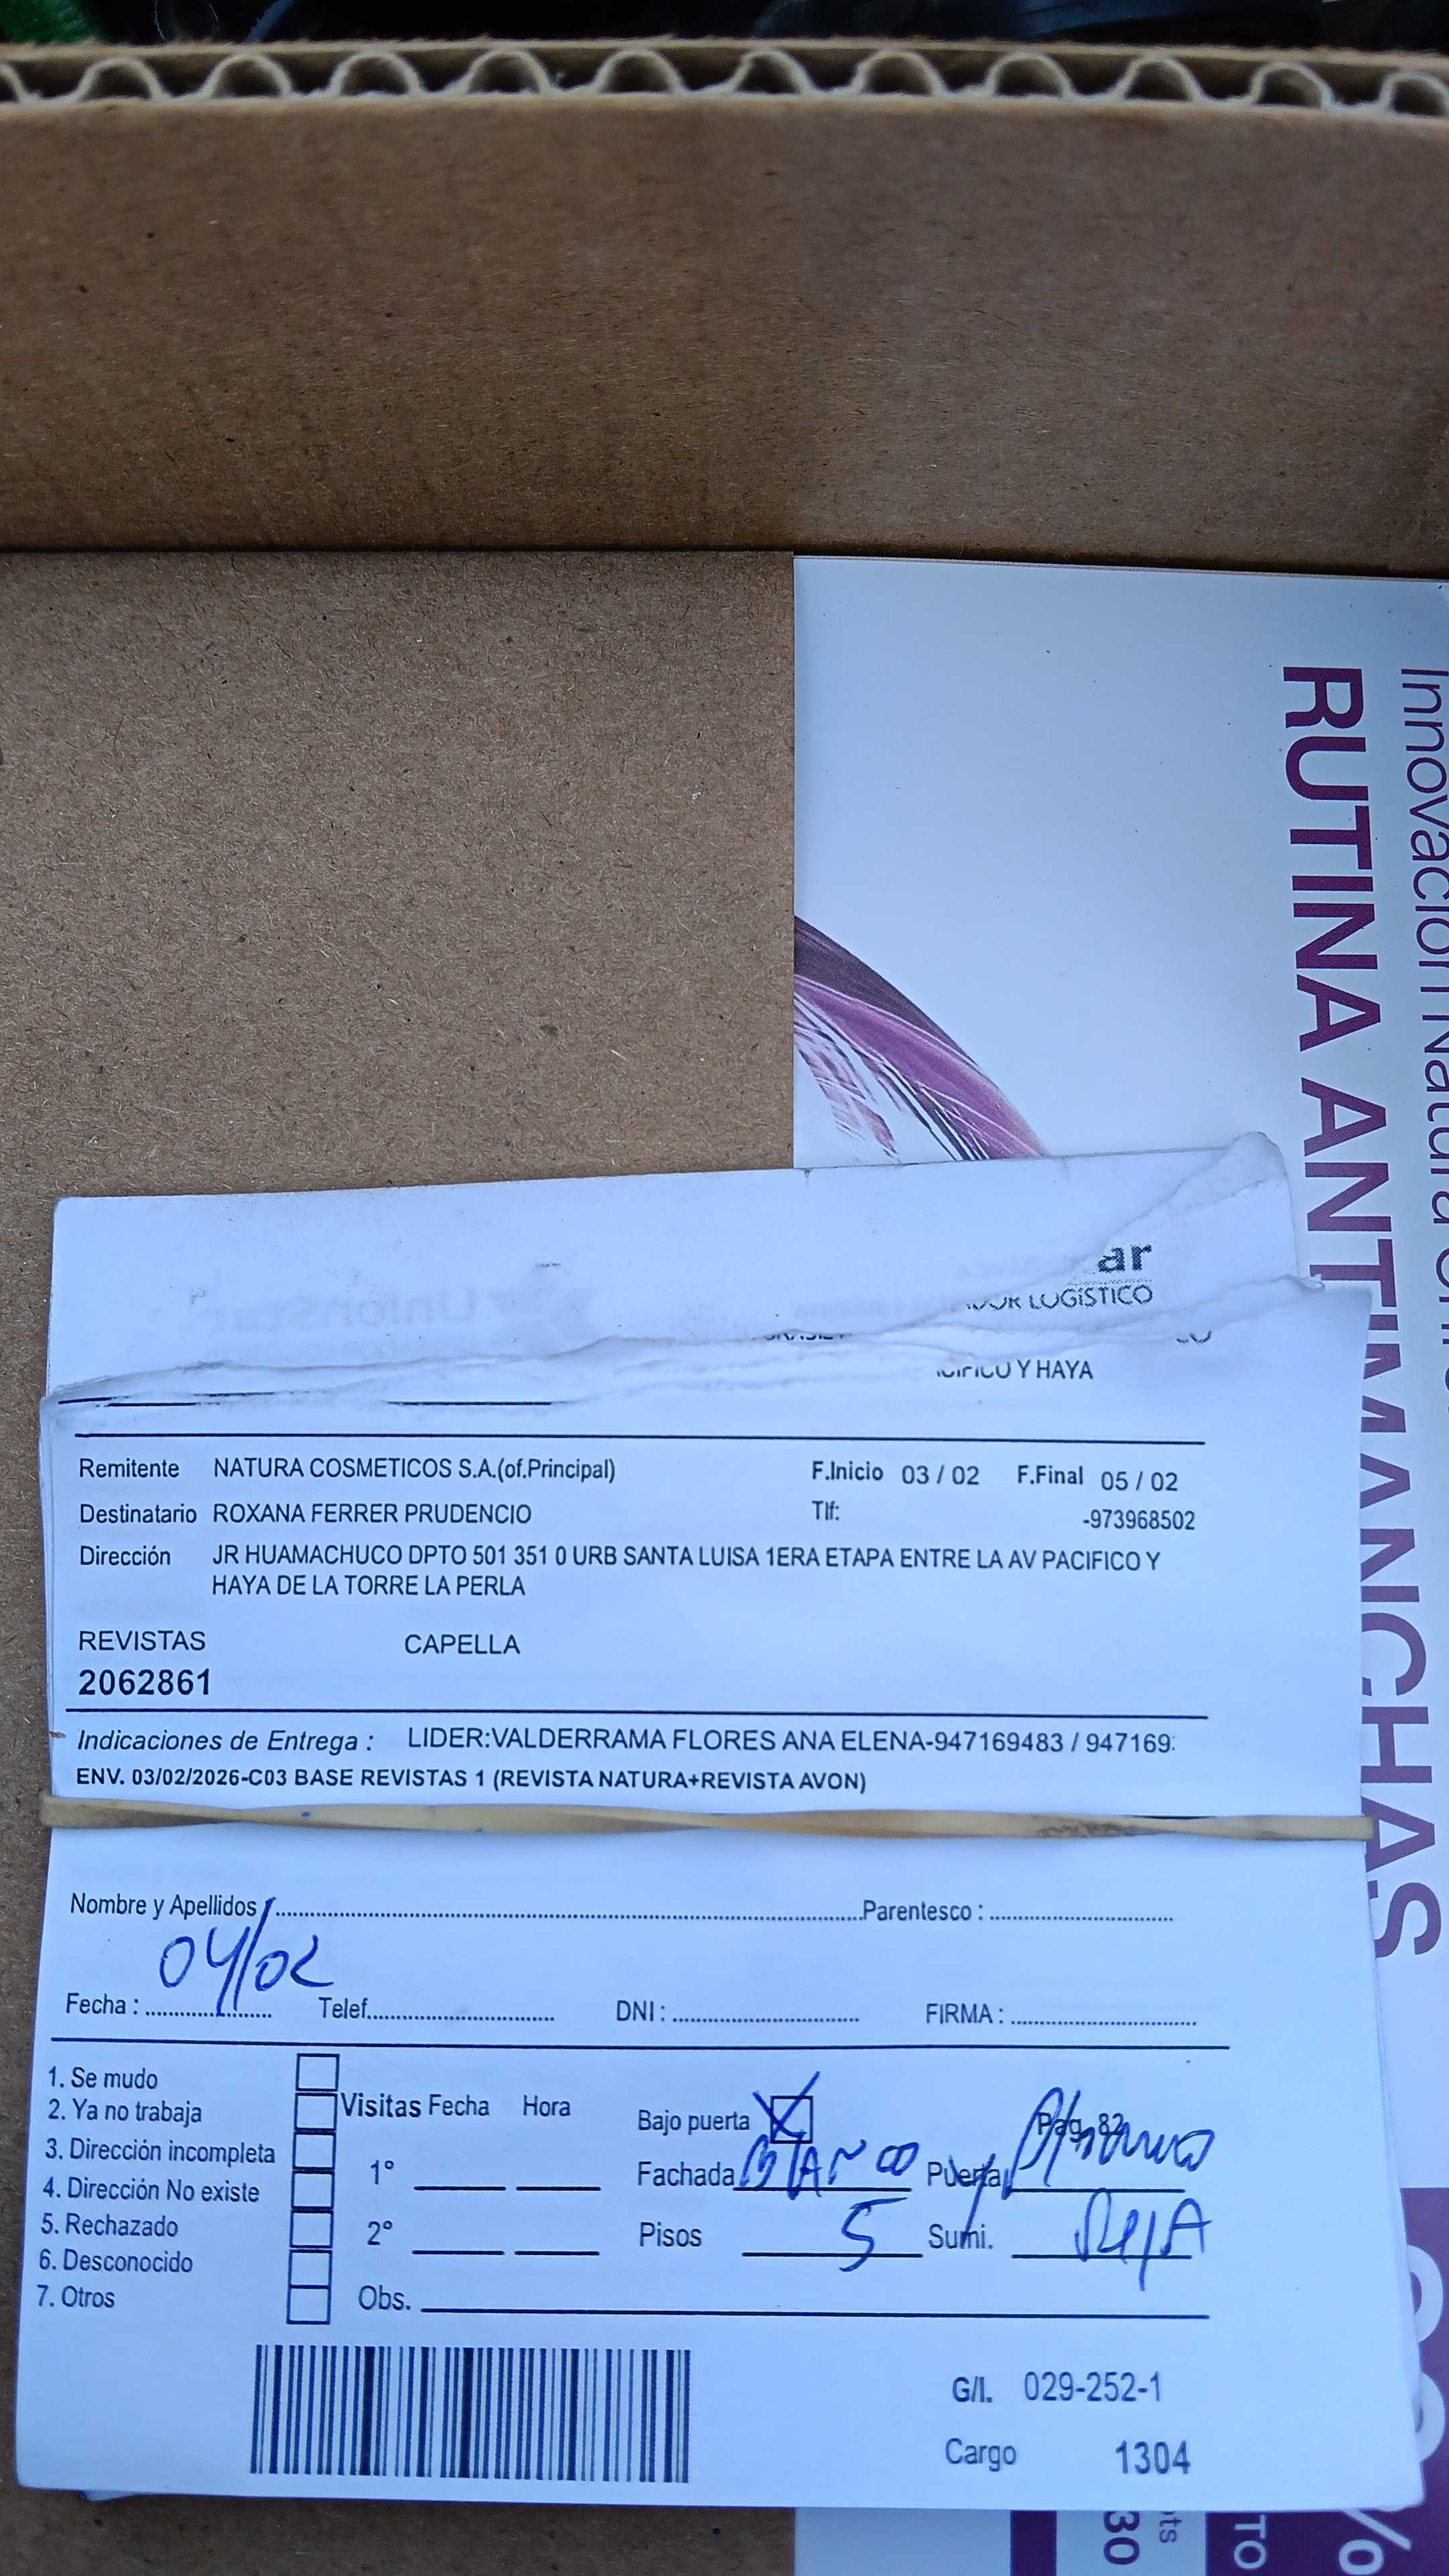 Innovación Natura
RUTINA ANTIMANCHAS
ar
LOGÍSTICO
Y HAYA
Remitente NATURA COSMETICOS S.A.(of.Principal) F.Inicio 03 / 02 F.Final 05 / 02
Destinatario ROXANA FERRER PRUDENCIO Tlf: -973968502
Dirección JR HUAMACHUCO DPTO 501 351 0 URB SANTA LUISA 1ERA ETAPA ENTRE LA AV PACIFICO Y
HAYA DE LA TORRE LA PERLA
REVISTAS CAPELLA
2062861
Indicaciones de Entrega : LIDER:VALDERRAMA FLORES ANA ELENA-947169483 / 947169
ENV. 03/02/2026-C03 BASE REVISTAS 1 (REVISTA NATURA+REVISTA AVON)
Nombre y Apellidos Parentesco :
04/02
Fecha : Telef. DNI : FIRMA :
1. Se mudo
2. Ya no trabaja
3. Dirección incompleta
4. Dirección No existe
5. Rechazado
6. Desconocido
7. Otros
Visitas Fecha Hora
1°
2°
Obs.
Bajo puerta X Pag. 82
Fachada BLANCO Puerta
Pisos 5 Sumi. REJA
G/I. 029-252-1
Cargo 1304
30
TO
%